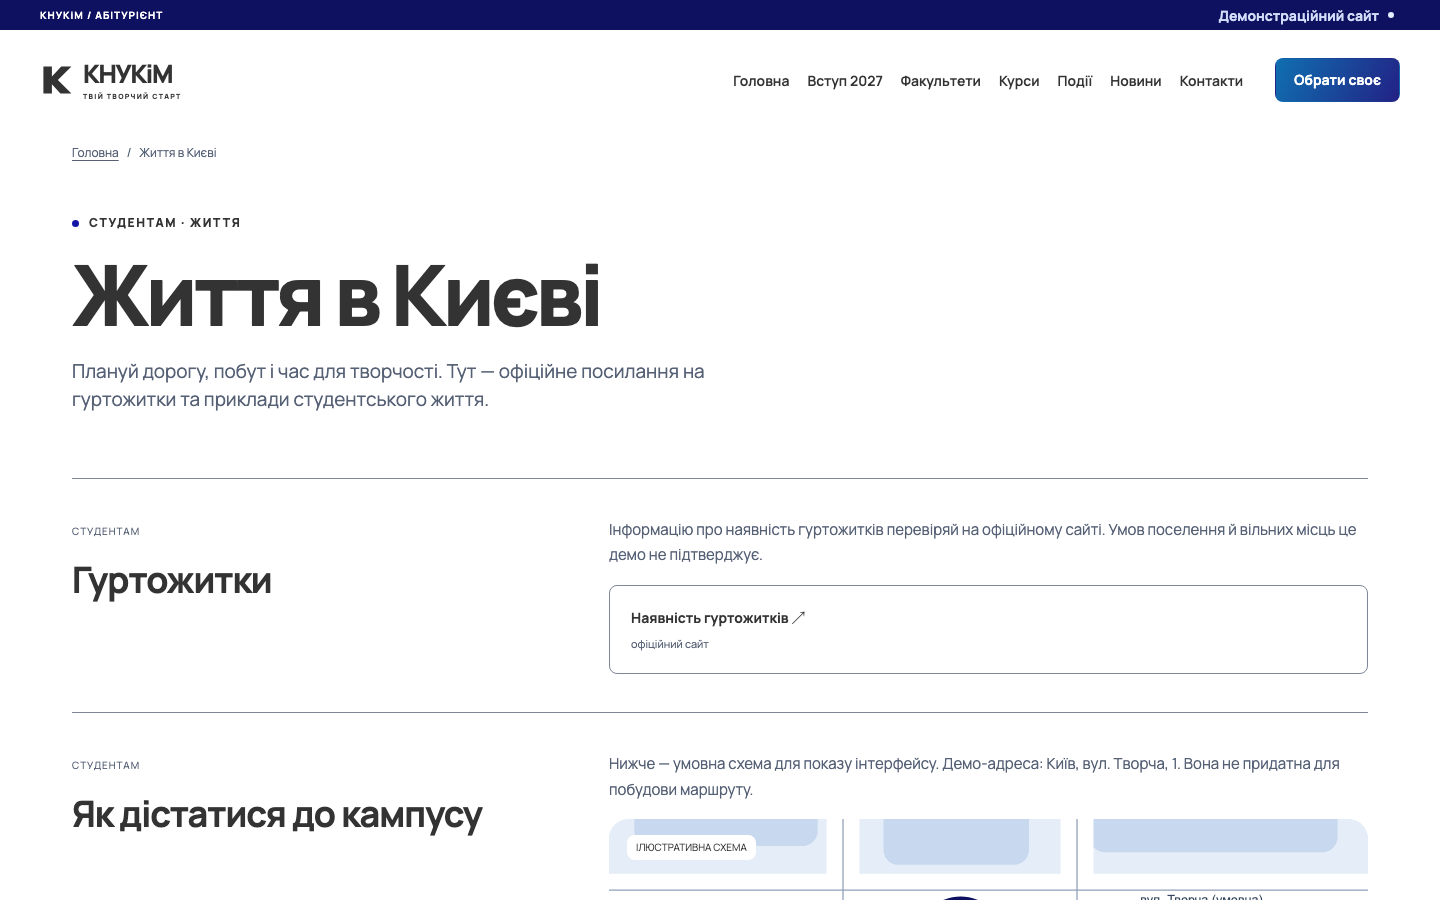 КНУКІМ / АБІТУРІЄНТ
Демонстраційний сайт
К КНУКіМ
ТВІЙ ТВОРЧИЙ СТАРТ
Головна Вступ 2027 Факультети Курси Події Новини Контакти Обрати своє
Головна / Життя в Києві
СТУДЕНТАМ · ЖИТТЯ
Життя в Києві
Плануй дорогу, побут і час для творчості. Тут — офіційне посилання на
гуртожитки та приклади студентського життя.
СТУДЕНТАМ
Гуртожитки
Інформацію про наявність гуртожитків перевіряй на офіційному сайті. Умов поселення й вільних місць це
демо не підтверджує.
Наявність гуртожитків ↗
офіційний сайт
СТУДЕНТАМ
Як дістатися до кампусу
Нижче — умовна схема для показу інтерфейсу. Демо-адреса: Київ, вул. Творча, 1. Вона не придатна для
побудови маршруту.
ІЛЮСТРАТИВНА СХЕМА
вул. Творча (умовна)